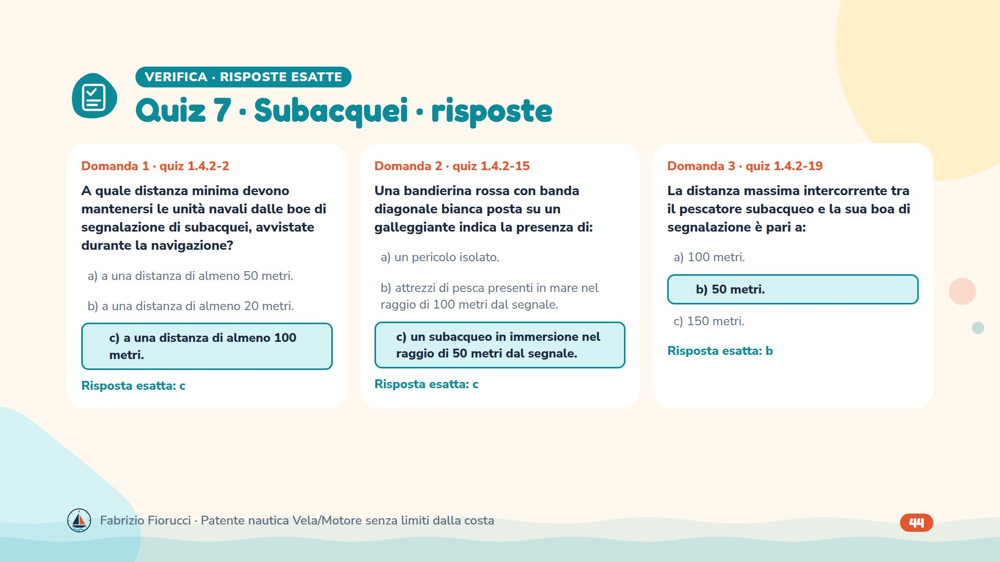 VERIFICA · RISPOSTE ESATTE
Quiz 7 · Subacquei · risposte
Domanda 1 · quiz 1.4.2-2
A quale distanza minima devono
mantenersi le unità navali dalle boe di
segnalazione di subacquei, avvistate
durante la navigazione?
a) a una distanza di almeno 50 metri.
b) a una distanza di almeno 20 metri.
c) a una distanza di almeno 100
metri.
Risposta esatta: c
Domanda 2 · quiz 1.4.2-15
Una bandierina rossa con banda
diagonale bianca posta su un
galleggiante indica la presenza di:
a) un pericolo isolato.
b) attrezzi di pesca presenti in mare nel
raggio di 100 metri dal segnale.
c) un subacqueo in immersione nel
raggio di 50 metri dal segnale.
Risposta esatta: c
Domanda 3 · quiz 1.4.2-19
La distanza massima intercorrente tra
il pescatore subacqueo e la sua boa di
segnalazione è pari a:
a) 100 metri.
b) 50 metri.
c) 150 metri.
Risposta esatta: b
Fabrizio Fiorucci · Patente nautica Vela/Motore senza limiti dalla costa
44